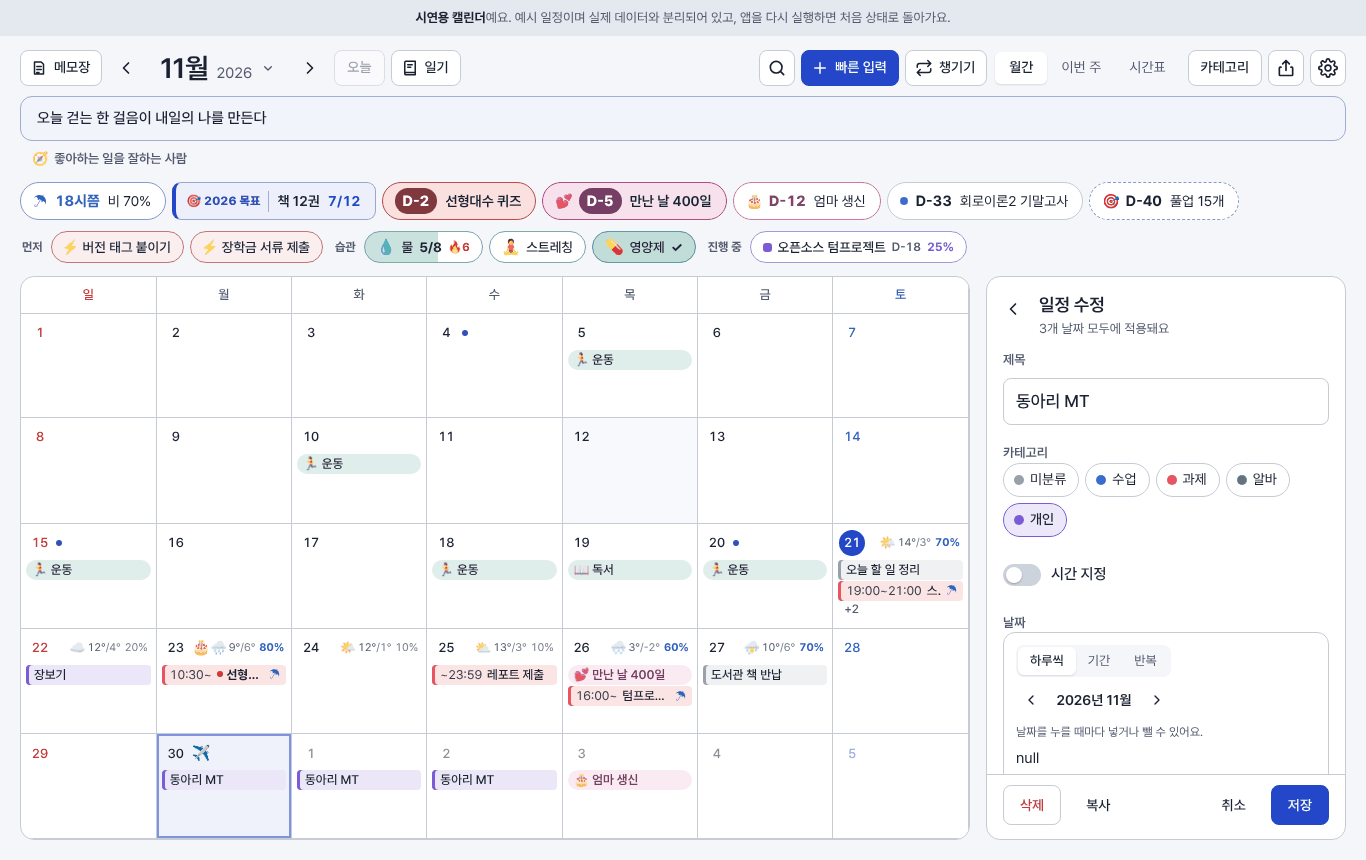 시연용 캘린더예요. 예시 일정이며 실제 데이터와 분리되어 있고, 앱을 다시 실행하면 처음 상태로 돌아가요.
메모장 11월 2026 오늘 일기 빠른 입력 챙기기 월간 이번 주 시간표 카테고리
오늘 걷는 한 걸음이 내일의 나를 만든다
🧭 좋아하는 일을 잘하는 사람
☂ 18시쯤 비 70% 🎯 2026 목표 책 12권 7/12 D-2 선형대수 퀴즈 💕 D-5 만난 날 400일 🎂 D-12 엄마 생신 D-33 회로이론2 기말고사 🎯 D-40 풀업 15개
먼저 ⚡ 버전 태그 붙이기 ⚡ 장학금 서류 제출 습관 💧 물 5/8 🔥6 스트레칭 💊 영양제 ✓ 진행 중 오픈소스 텀프로젝트 D-18 25%
일 월 화 수 목 금 토
1 2 3 4 5 6 7
운동
8 9 10 11 12 13 14
운동
15 16 17 18 19 20 21 14°/3° 70%
운동 운동 📖 독서 운동 오늘 할 일 정리
19:00~21:00 스.
+2
22 12°/4° 20% 23 9°/6° 80% 24 12°/1° 10% 25 13°/3° 10% 26 3°/-2° 60% 27 10°/6° 70% 28
장보기 10:30~ 선형... ~23:59 레포트 제출 💕 만난 날 400일 도서관 책 반납
16:00~ 텀프로...
29 30 1 2 3 4 5
동아리 MT 동아리 MT 동아리 MT 🎂 엄마 생신
일정 수정
3개 날짜 모두에 적용돼요
제목
동아리 MT
카테고리
미분류 수업 과제 알바
개인
시간 지정
날짜
하루씩 기간 반복
2026년 11월
날짜를 누를 때마다 넣거나 뺄 수 있어요.
null
삭제 복사 취소 저장